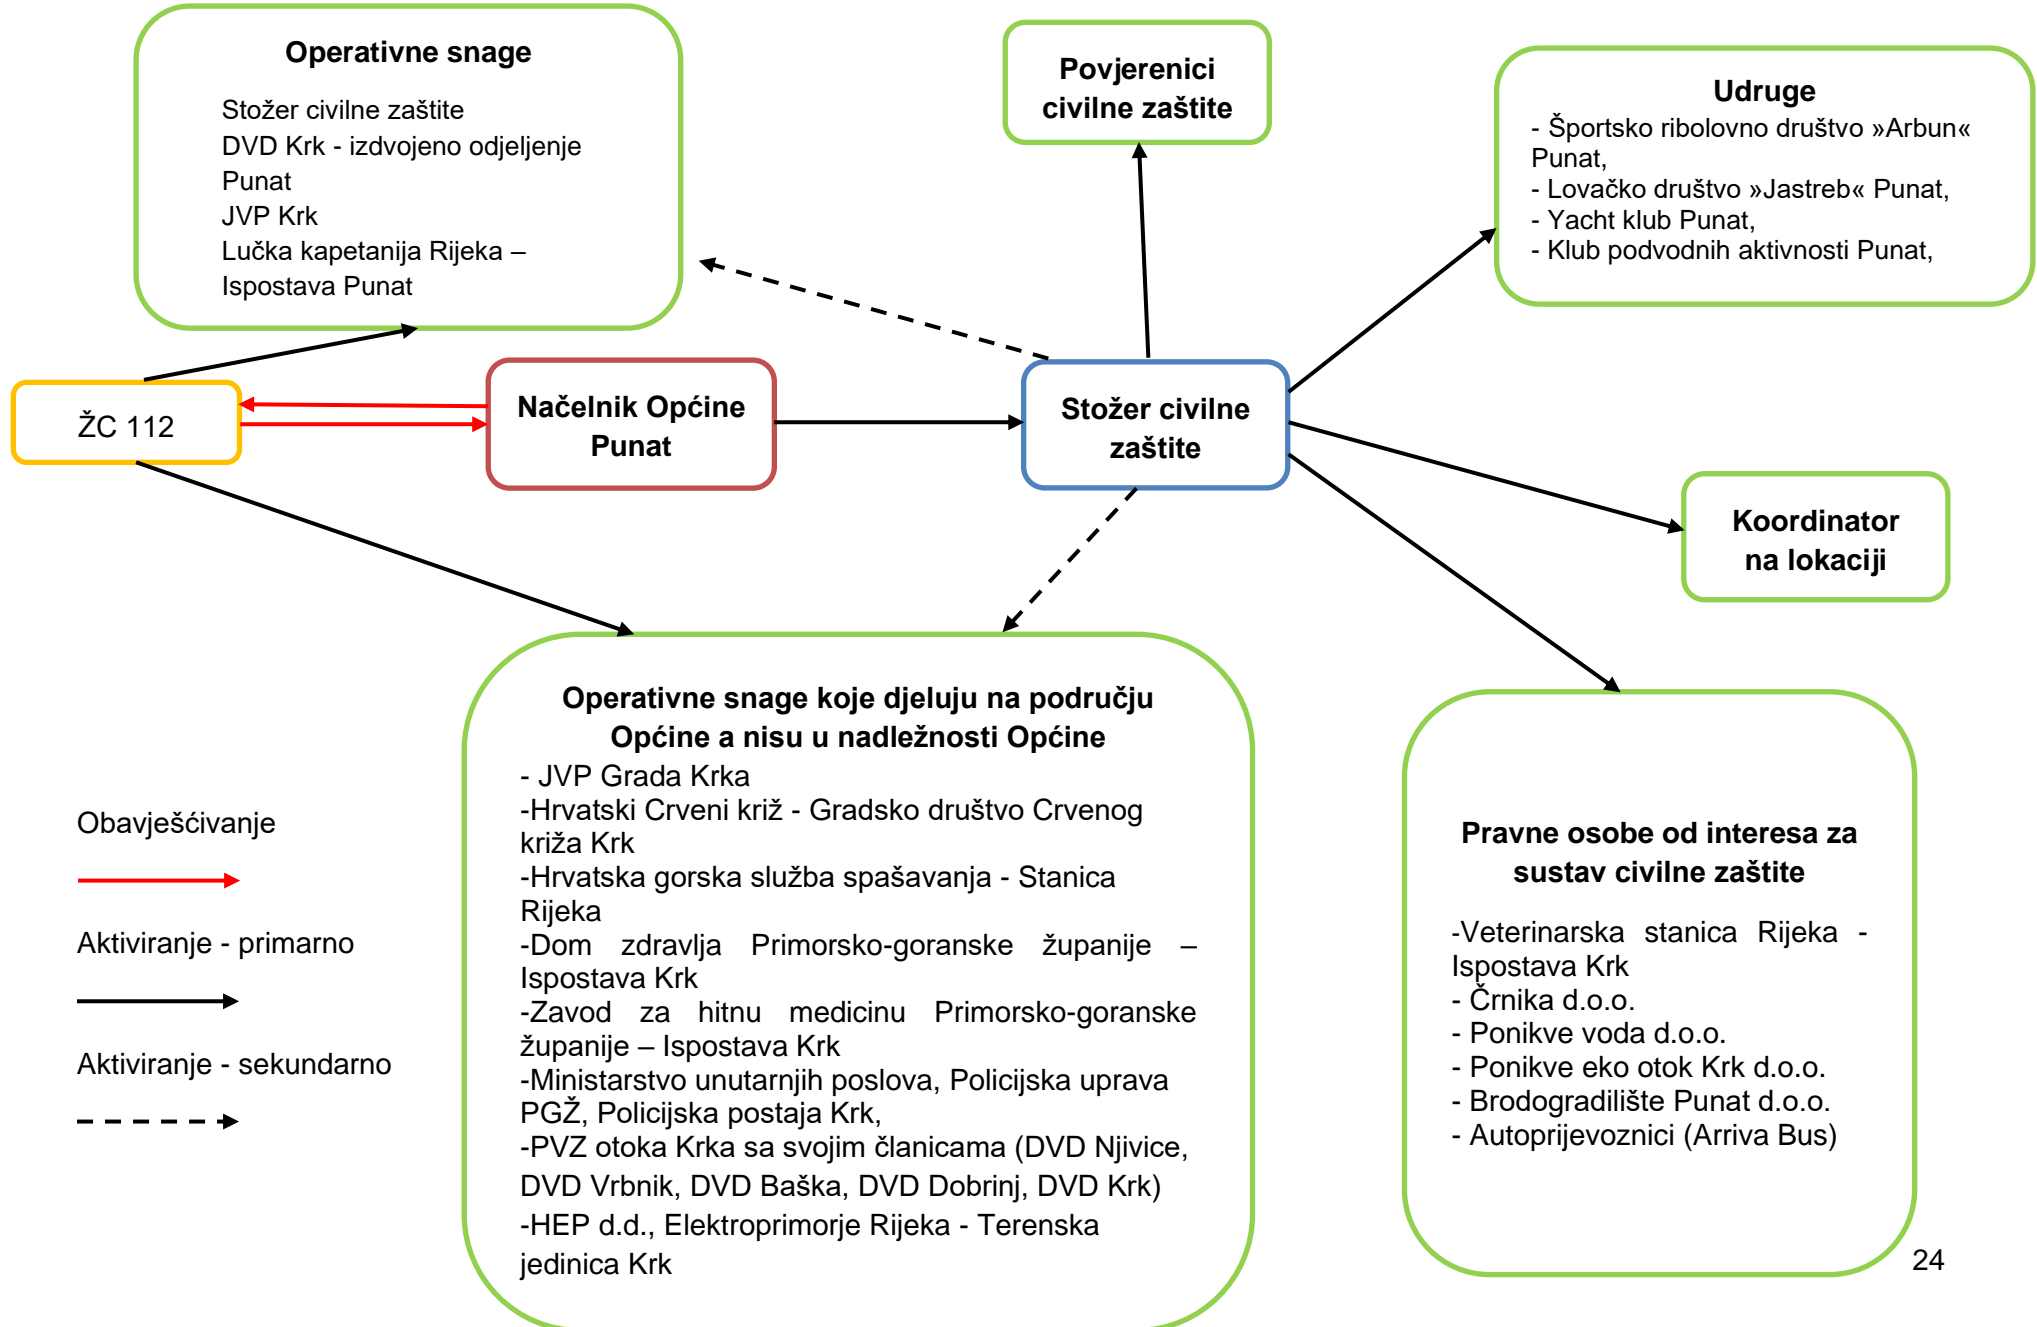 Operativne snage
Stožer civilne zaštite
DVD Krk - izdvojeno odjeljenje
Punat
JVP Krk
Lučka kapetanija Rijeka –
Ispostava Punat
Povjerenici
civilne zaštite
Udruge
- Športsko ribolovno društvo »Arbun«
Punat,
- Lovačko društvo »Jastreb« Punat,
- Yacht klub Punat,
- Klub podvodnih aktivnosti Punat,
ŽC 112
Načelnik Općine
Punat
Stožer civilne
zaštite
Koordinator
na lokaciji
Operativne snage koje djeluju na području
Općine a nisu u nadležnosti Općine
- JVP Grada Krka
-Hrvatski Crveni križ - Gradsko društvo Crvenog
križa Krk
-Hrvatska gorska služba spašavanja - Stanica
Rijeka
-Dom zdravlja Primorsko-goranske županije –
Ispostava Krk
-Zavod za hitnu medicinu Primorsko-goranske
županije – Ispostava Krk
-Ministarstvo unutarnjih poslova, Policijska uprava
PGŽ, Policijska postaja Krk,
-PVZ otoka Krka sa svojim članicama (DVD Njivice,
DVD Vrbnik, DVD Baška, DVD Dobrinj, DVD Krk)
-HEP d.d., Elektroprimorje Rijeka - Terenska
jedinica Krk
Pravne osobe od interesa za
sustav civilne zaštite
-Veterinarska stanica Rijeka -
Ispostava Krk
- Črnika d.o.o.
- Ponikve voda d.o.o.
- Ponikve eko otok Krk d.o.o.
- Brodogradilište Punat d.o.o.
- Autoprijevoznici (Arriva Bus)
Obavješćivanje
Aktiviranje - primarno
Aktiviranje - sekundarno
24